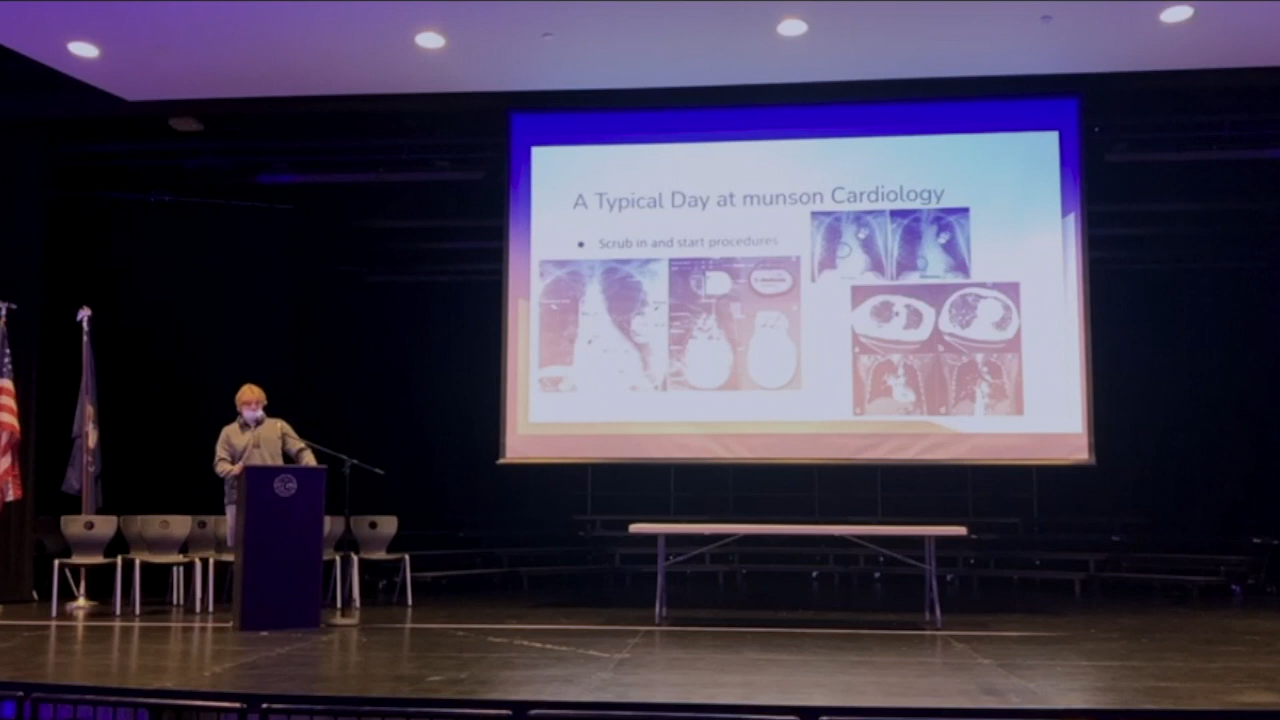 A Typical Day at munson Cardiology
● Scrub in and start procedures